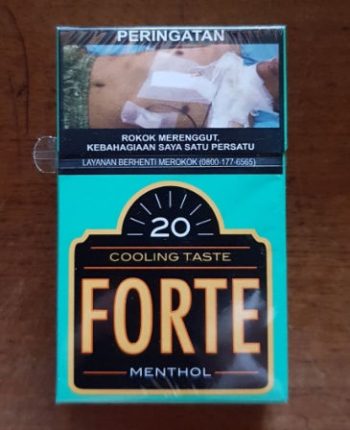 PERINGATAN
ROKOK MERENGGUT,
KEBAHAGIAAN SAYA SATU PERSATU
LAYANAN BERHENTI MEROKOK (0800-177-6565)
20
COOLING TASTE
FORTE
MENTHOL